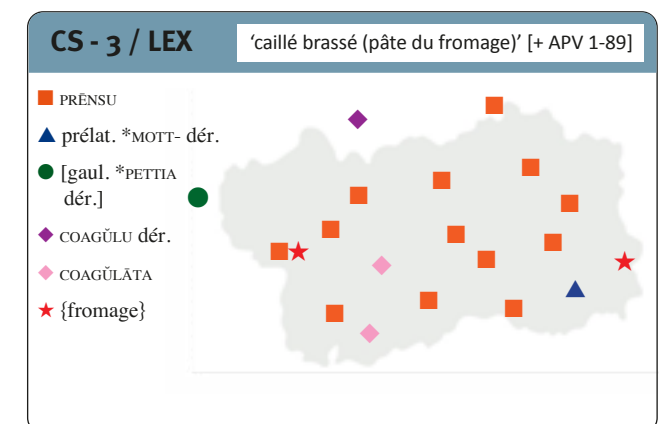 CS - 3 / LEX
‘caillé brassé (pâte du fromage)’ [+ APV 1-89]
PRĒNSU
prélat. *MOTT- dér.
[gaul. *PETTIA
dér.]
COAGŬLU dér.
COAGŬLĀTA
{fromage}